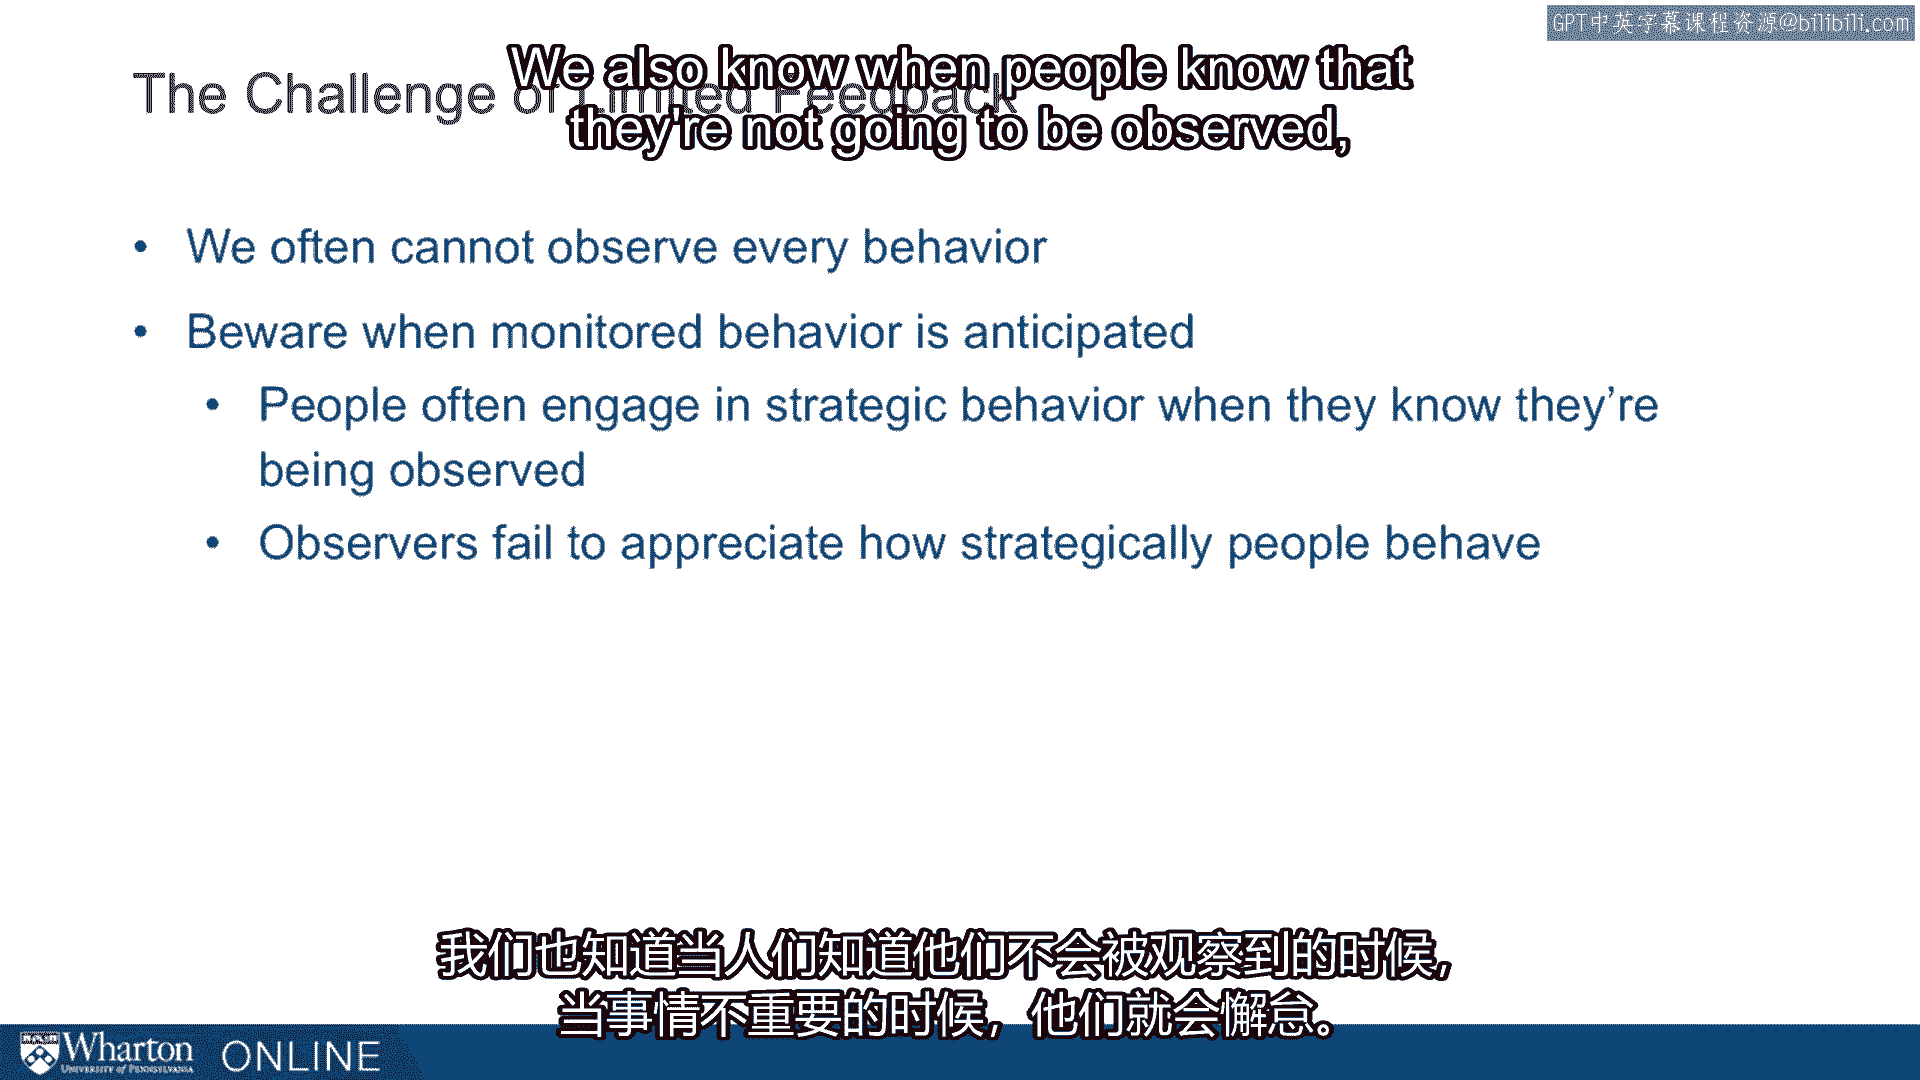 GPT中英字幕课程资源@bilibili.com
We also know when people know that
they're not going to be observed,
The Challenge of Limited Feedback
• We often cannot observe every behavior
• Beware when monitored behavior is anticipated
• People often engage in strategic behavior when they know they’re
being observed
• Observers fail to appreciate how strategically people behave
我们也知道当人们知道他们不会被观察到的时候，
当事情不重要的时候，他们就会懈怠。
Wharton ONLINE
UNIVERSITY of PENNSYLVANIA